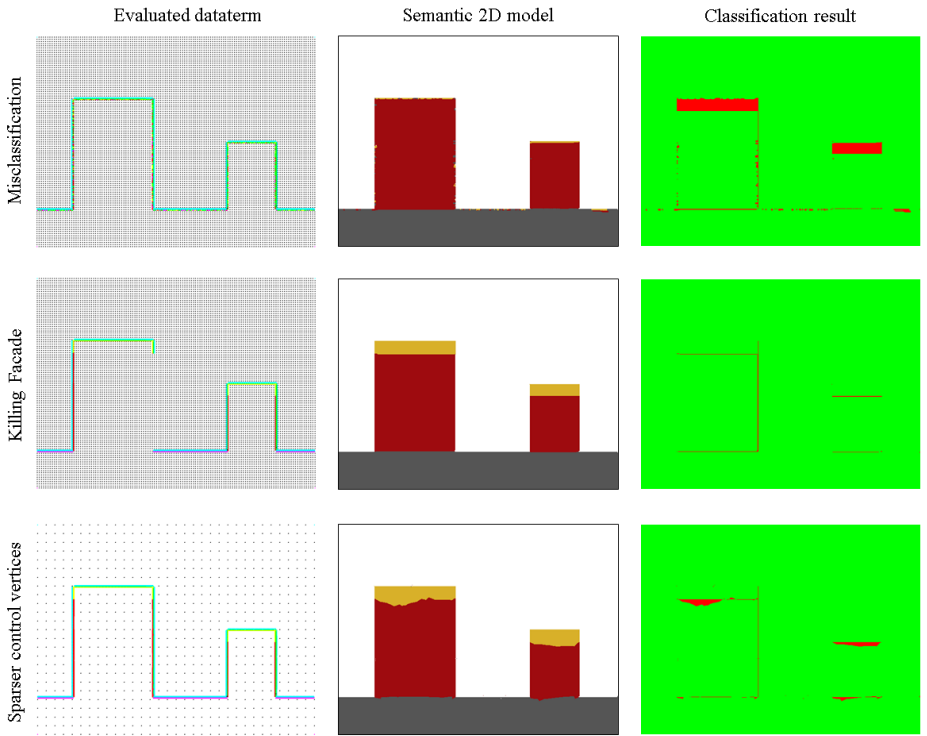 Evaluated dataterm
Semantic 2D model
Classification result
Misclassification
Killing Facade
Sparser control vertices